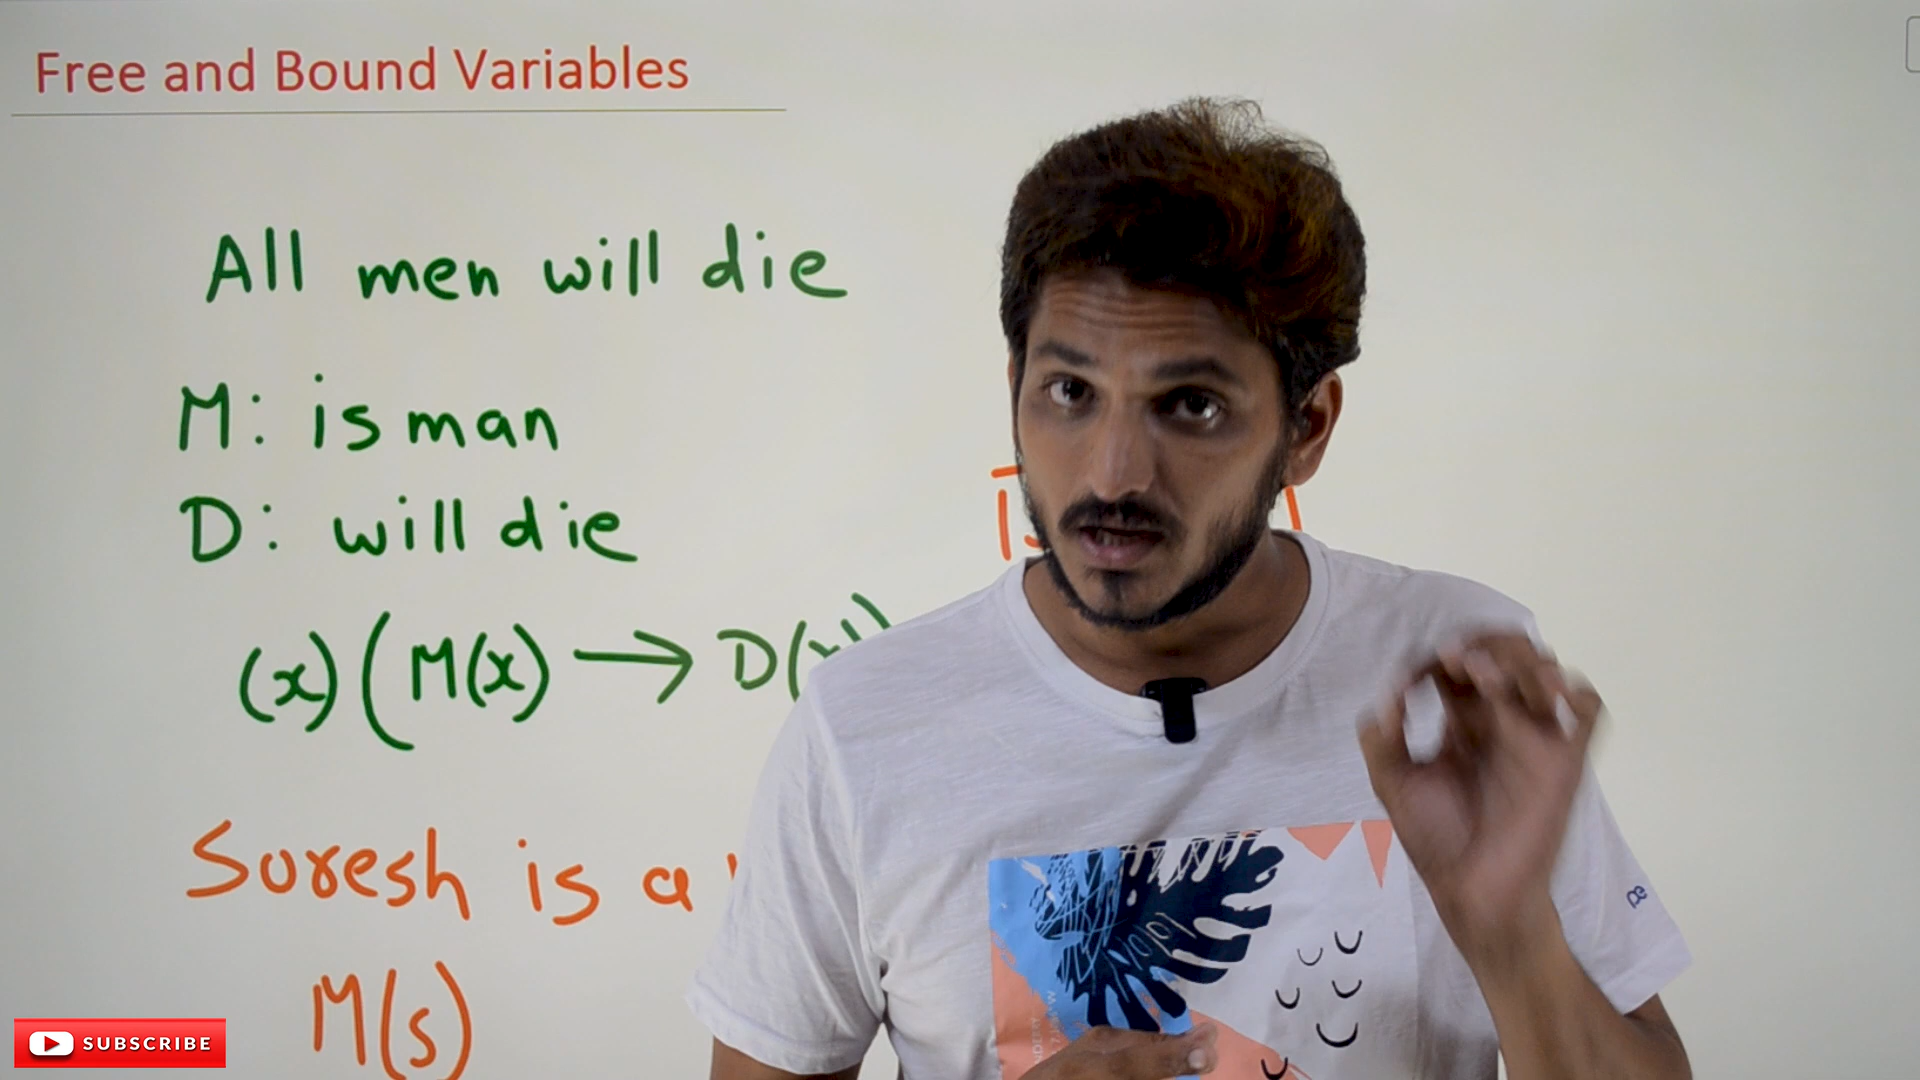 Free and Bound Variables
All men will die
M: is man
D: will die
(x) ( M(x) → D(x))
Suresh is a
M(s)
SUBSCRIBE